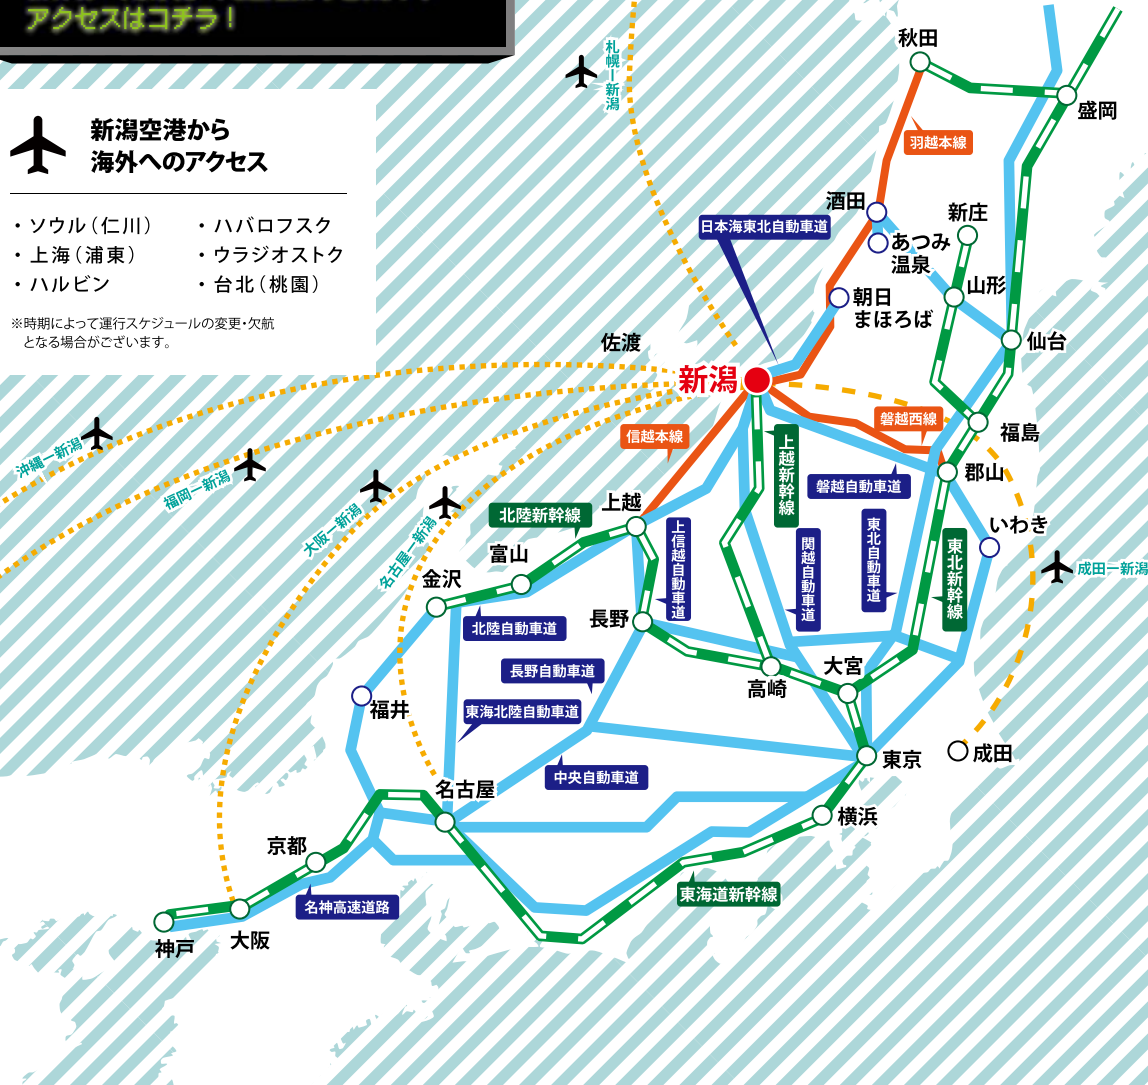 アクセスはコチラ！
新潟空港から
海外へのアクセス
・ソウル（仁川）
・上海（浦東）
・ハルビン
・ハバロフスク
・ウラジオストク
・台北（桃園）
※時期によって運行スケジュールの変更・欠航
となる場合がございます。
札幌ー新潟
秋田
盛岡
羽越本線
酒田
新庄
日本海東北自動車道
あつみ
温泉
山形
朝日
まほろば
佐渡
仙台
新潟
沖縄ー新潟
福岡ー新潟
大阪ー新潟
名古屋ー新潟
信越本線
磐越西線
福島
上越新幹線
郡山
磐越自動車道
上越
北陸新幹線
いわき
富山
上信越自動車道
関越自動車道
東北自動車道
東北新幹線
成田ー新潟
金沢
長野
北陸自動車道
大宮
長野自動車道
高崎
福井
東海北陸自動車道
東京
成田
中央自動車道
名古屋
横浜
京都
東海道新幹線
名神高速道路
神戸
大阪